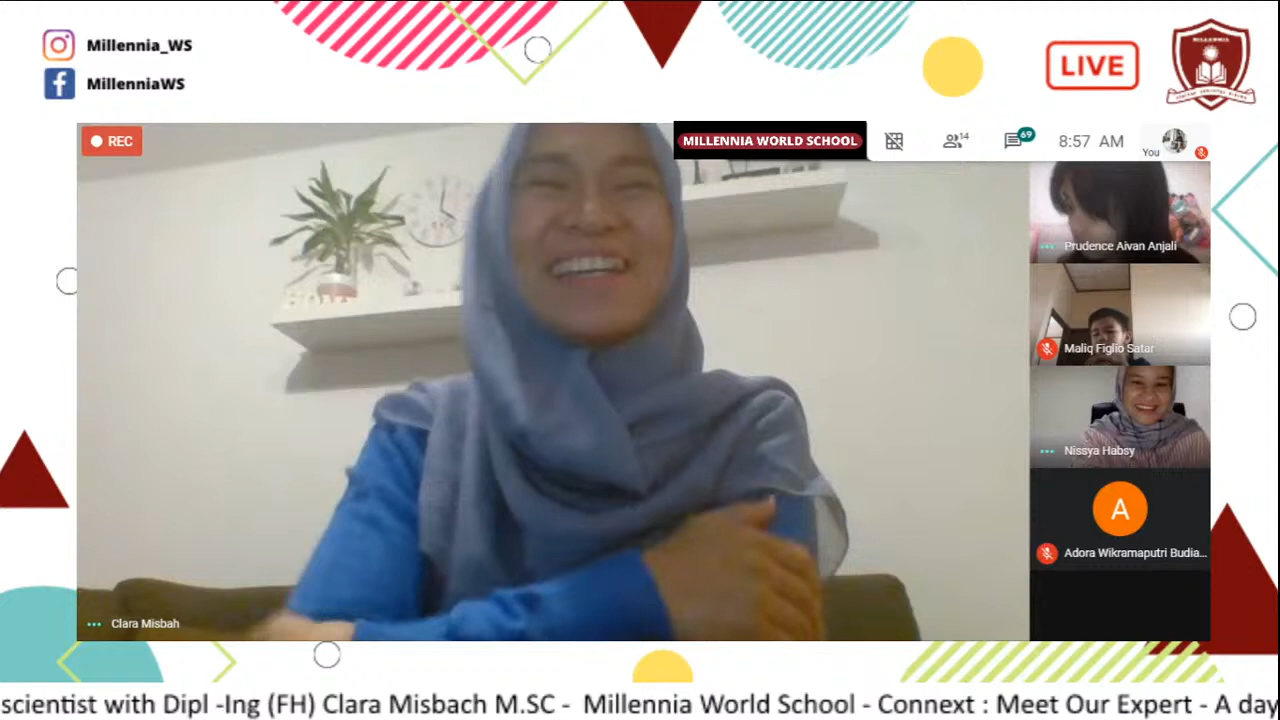 Millennia_WS
MillenniaWS
LIVE
MILLENNIA
REC
MILLENNIA WORLD SCHOOL
14
69
8:57 AM
You
Prudence Aivan Anjali
Maliq Figlio Satar
Nissya Habsy
A
Adora Wikramaputri Budia...
Clara Misbah
scientist with Dipl -Ing (FH) Clara Misbach M.SC - Millennia World School - Connext : Meet Our Expert - A day